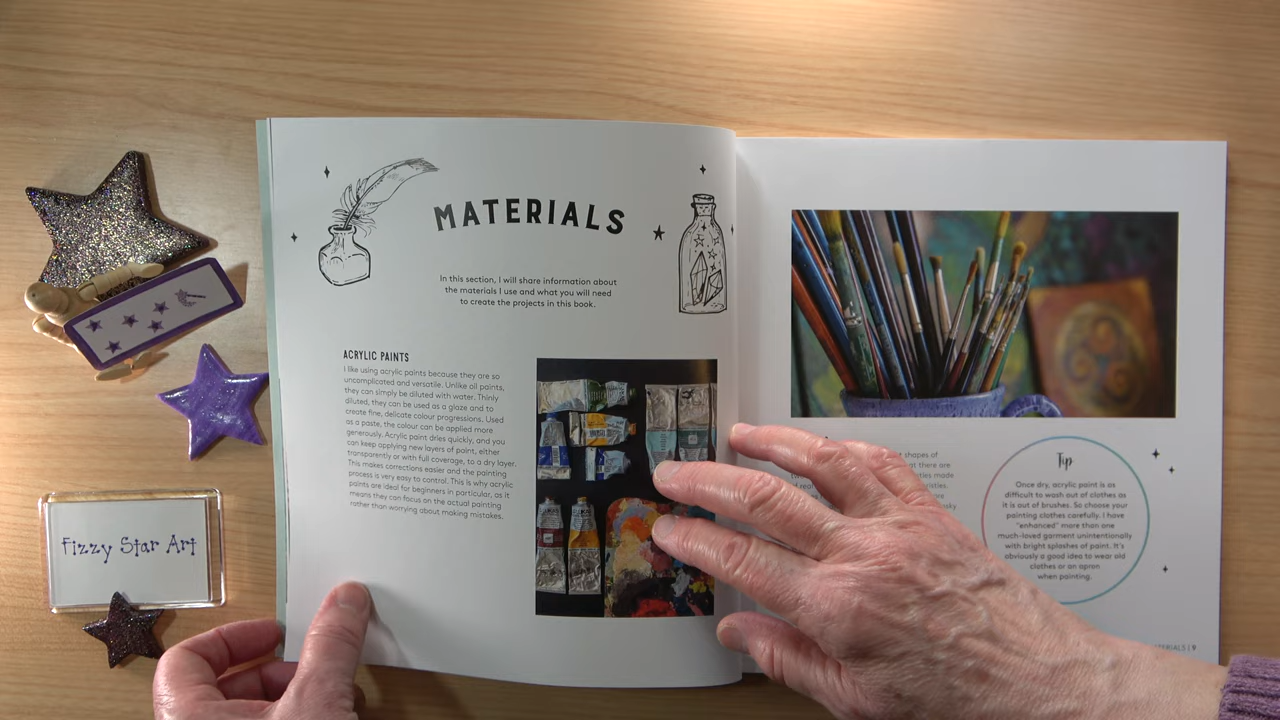 MATERIALS
In this section, I will share information about
the materials I use and what you will need
to create the projects in this book.
ACRYLIC PAINTS
I like using acrylic paints because they are so
uncomplicated and versatile. Unlike oil paints,
they can simply be diluted with water. Thinly
diluted, they can be used as a glaze and to
create fine, delicate colour progressions. Used
as a paste, the colour can be applied more
generously. Acrylic paint dries quickly, and you
can keep applying new layers of paint, either
transparently or with full coverage, to a dry layer.
This makes corrections easier and the painting
process is very easy to control. This is why acrylic
paints are ideal for beginners in particular, as it
means they can focus on the actual painting
rather than worrying about making mistakes.
Fizzy Star Art
shapes of
there are
made
Tip
Once dry, acrylic paint is as
difficult to wash out of clothes as
it is out of brushes. So choose your
painting clothes carefully. I have
"enhanced" more than one
much-loved garment unintentionally
with bright splashes of paint. It's
obviously a good idea to wear old
clothes or an apron
when painting.
| 9